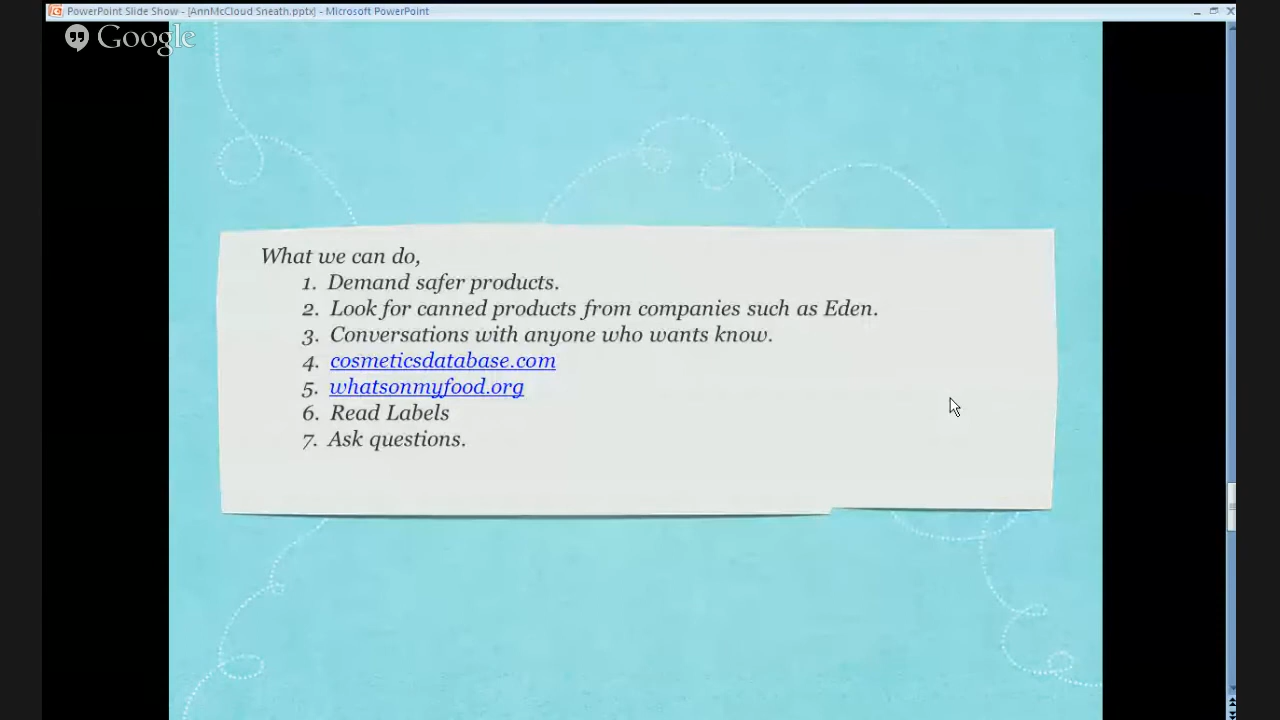 PowerPoint Slide Show - [AnnMcCloud Sneath.pptx] - Microsoft PowerPoint
Google
What we can do,
1. Demand safer products.
2. Look for canned products from companies such as Eden.
3. Conversations with anyone who wants know.
4. cosmeticsdatabase.com
5. whatsonmyfood.org
6. Read Labels
7. Ask questions.